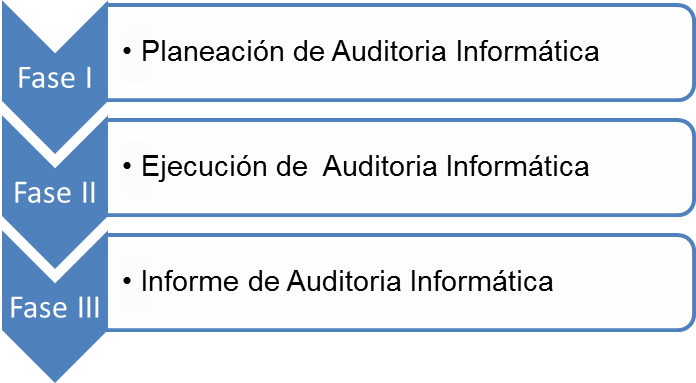 Fase I
• Planeación de Auditoria Informática
Fase II
• Ejecución de  Auditoria Informática
Fase III
• Informe de Auditoria Informática